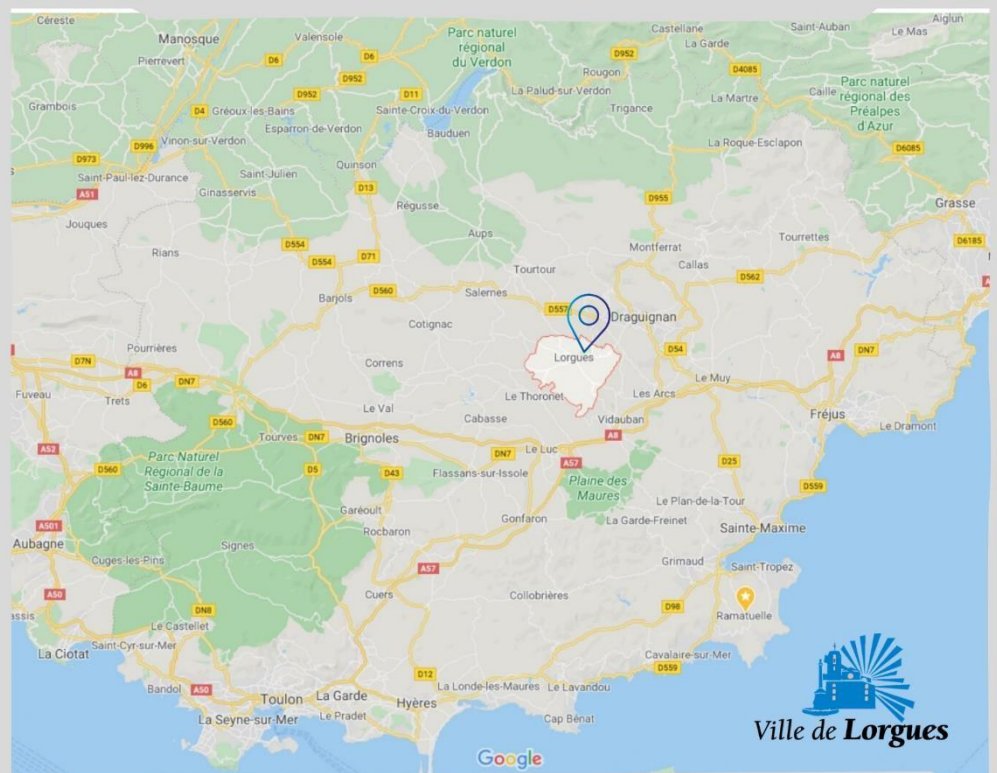 Céreste
Manosque
Valensole
Parc naturel
régional
du Verdon
Castellane
Saint-Auban
Aiglun
Le Mas
Pierrevert
D6
D6
D952
D952
La Garde
D4085
Parc naturel
régional des
Préalpes
d'Azur
Grambois
D4
Gréoux-les-Bains
D952
D11
Sainte-Croix-du-Verdon
Rougon
La Palud-sur-Verdon
Trigance
La Martre
Caille
Esparron-de-Verdon
Bauduen
D996
Vinon-sur-Verdon
La Roque-Esclapon
D6085
D973
Saint-Paul-lez-Durance
Saint-Julien
Quinson
A51
Ginasservis
D13
D955
Grasse
Jouques
Régusse
Aups
Rians
D554
D554
D71
Montferrat
Tourrettes
D6185
Callas
Tourtour
D562
Barjols
D560
Salernes
D557
Draguignan
Cotignac
Pourrières
Correns
Lorgues
D54
A8
DN7
D7N
A8
D6
DN7
Fuveau
Trets
Le Val
Le Thoronet
Les Arcs
Le Muy
Fréjus
D560
Cabasse
Vidauban
Le Dramont
A52
Tourves
DN7
Brignoles
A8
D560
Parc Naturel
Régional de la
Sainte-Baume
D5
D43
DN7
Le Luc
A57
D25
Flassans-sur-Issole
Plaine des
Maures
D559
Garéoult
Le Plan-de-la-Tour
A501
Rocbaron
Gonfaron
La Garde-Freinet
Sainte-Maxime
Aubagne
Signes
Cuges-les-Pins
A57
Grimaud
Saint-Tropez
A50
Cuers
Collobrières
DN8
D98
Ramatuelle
assis
Le Castellet
La Ciotat
Saint-Cyr-sur-Mer
Cavalaire-sur-Mer
D559
D12
Bandol
A50
Toulon
La Garde
Hyères
La Londe-les-Maures
Le Lavandou
La Seyne-sur-Mer
Le Pradet
Cap Bénat
Ville de Lorgues
Google